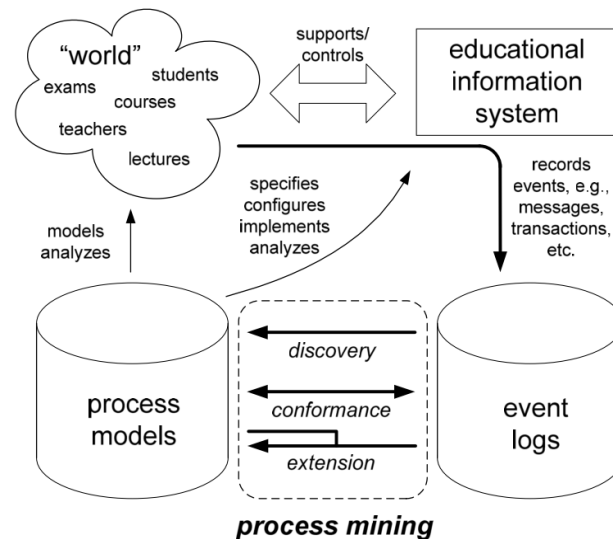 “world”
students
exams
courses
teachers
lectures
supports/
controls
educational
information
system
models
analyzes
specifies
configures
implements
analyzes
records
events, e.g.,
messages,
transactions,
etc.
process
models
discovery
conformance
extension
event
logs
process mining